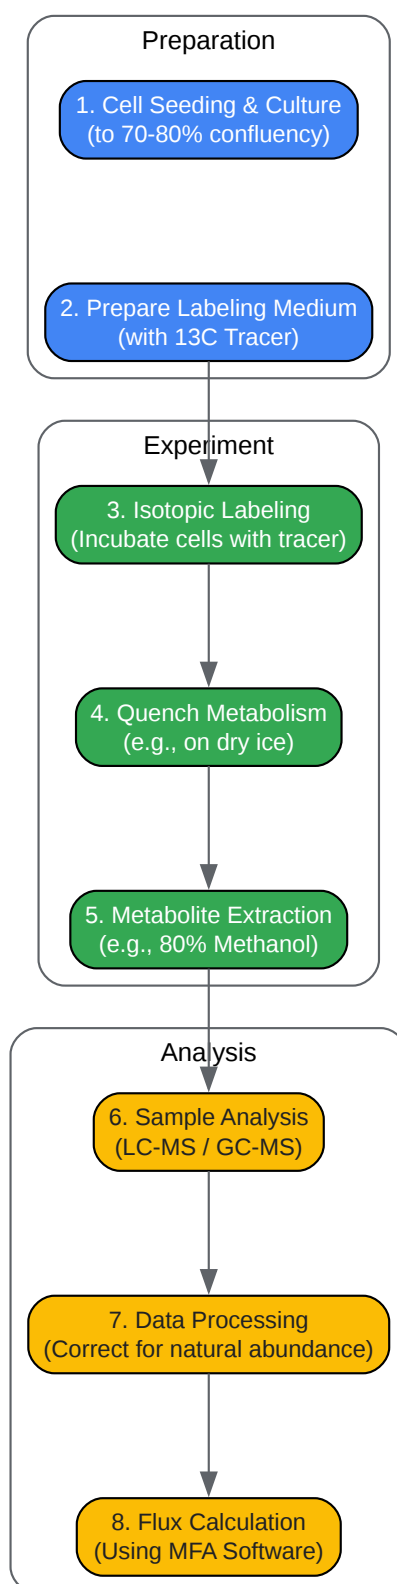 Preparation
1. Cell Seeding & Culture
(to 70-80% confluency)
2. Prepare Labeling Medium
(with 13C Tracer)
Experiment
3. Isotopic Labeling
(Incubate cells with tracer)
4. Quench Metabolism
(e.g., on dry ice)
5. Metabolite Extraction
(e.g., 80% Methanol)
Analysis
6. Sample Analysis
(LC-MS / GC-MS)
7. Data Processing
(Correct for natural abundance)
8. Flux Calculation
(Using MFA Software)